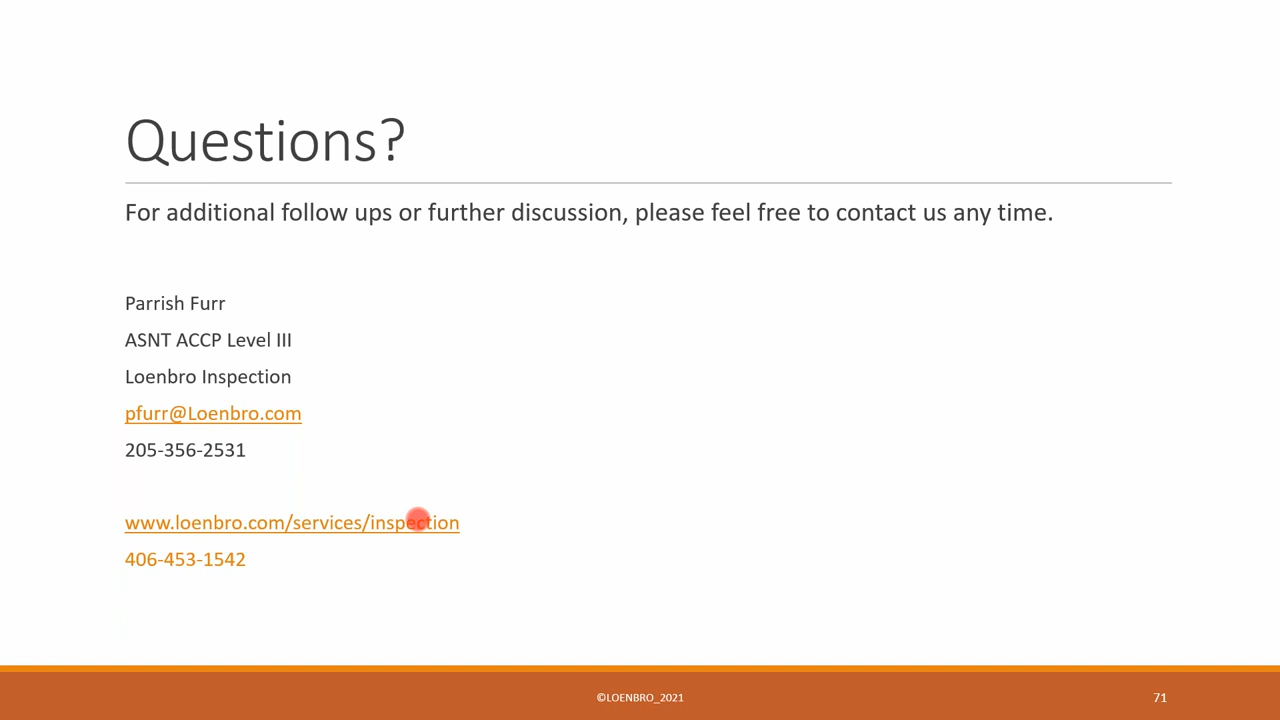 Questions?
For additional follow ups or further discussion, please feel free to contact us any time.
Parrish Furr
ASNT ACCP Level III
Loenbro Inspection
pfurr@Loenbro.com
205-356-2531
www.loenbro.com/services/inspection
406-453-1542
©LOENBRO_2021
71